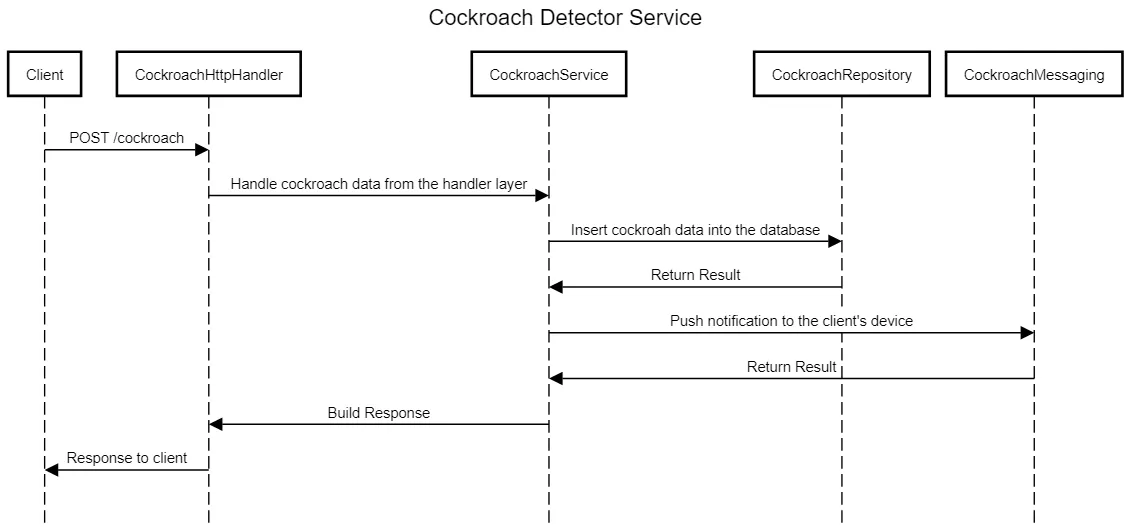 Cockroach Detector Service
Client
CockroachHttpHandler
CockroachService
CockroachRepository
CockroachMessaging
POST /cockroach
Handle cockroach data from the handler layer
Insert cockroah data into the database
Return Result
Push notification to the client's device
Return Result
Build Response
Response to client